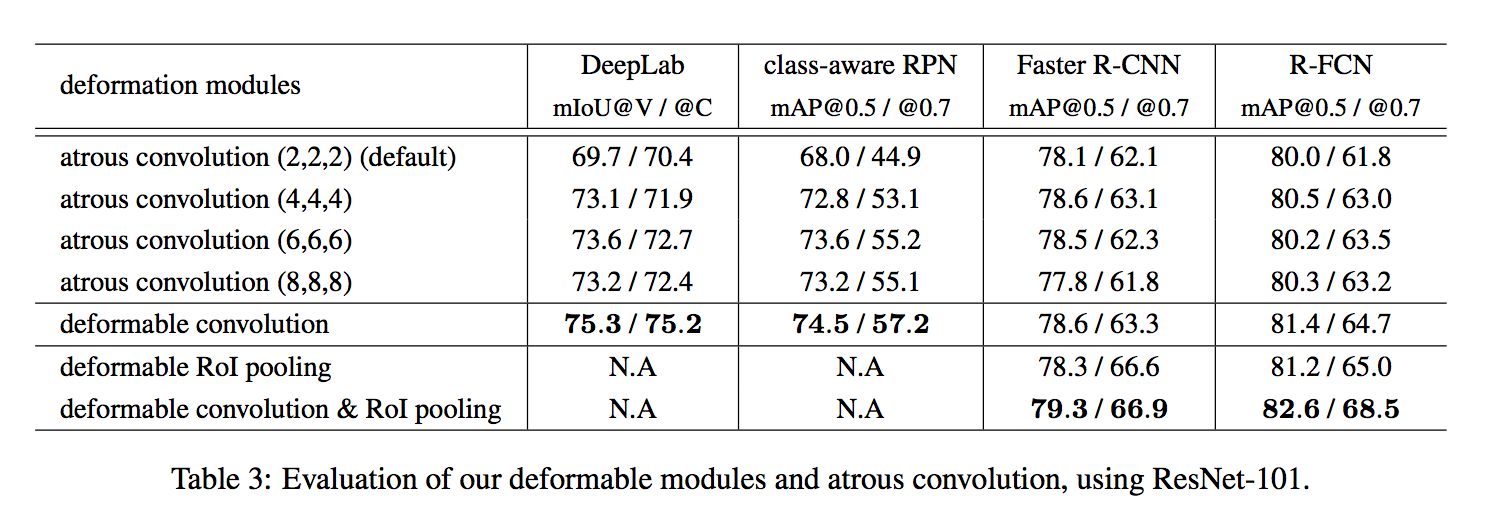 deformation modules DeepLab class-aware RPN Faster R-CNN R-FCN
mIoU@V / @C mAP@0.5 / @0.7 mAP@0.5 / @0.7 mAP@0.5 / @0.7
atrous convolution (2,2,2) (default) 69.7 / 70.4 68.0 / 44.9 78.1 / 62.1 80.0 / 61.8
atrous convolution (4,4,4) 73.1 / 71.9 72.8 / 53.1 78.6 / 63.1 80.5 / 63.0
atrous convolution (6,6,6) 73.6 / 72.7 73.6 / 55.2 78.5 / 62.3 80.2 / 63.5
atrous convolution (8,8,8) 73.2 / 72.4 73.2 / 55.1 77.8 / 61.8 80.3 / 63.2
deformable convolution 75.3 / 75.2 74.5 / 57.2 78.6 / 63.3 81.4 / 64.7
deformable RoI pooling N.A N.A 78.3 / 66.6 81.2 / 65.0
deformable convolution & RoI pooling N.A N.A 79.3 / 66.9 82.6 / 68.5
Table 3: Evaluation of our deformable modules and atrous convolution, using ResNet-101.